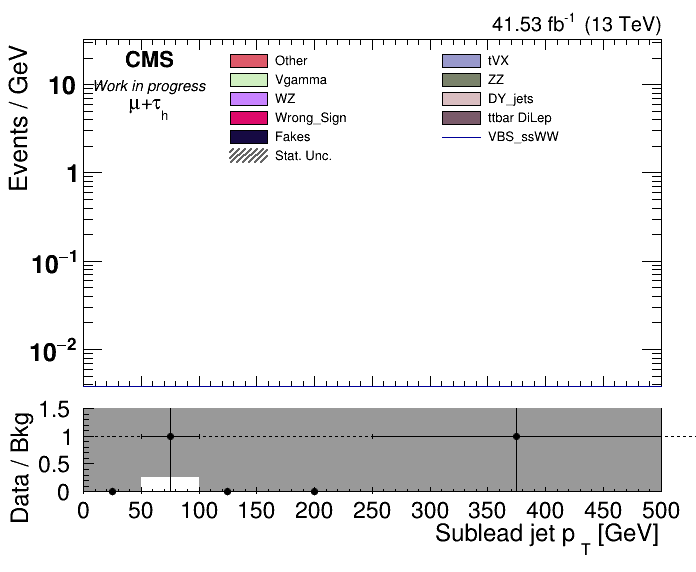 41.53 fb⁻¹ (13 TeV)
CMS
Work in progress
μ+τh
Other
Vgamma
WZ
Wrong_Sign
Fakes
Stat. Unc.
tVX
ZZ
DY_jets
ttbar DiLep
VBS_ssWW
Events / GeV
10
1
10⁻¹
10⁻²
Data / Bkg
1.5
1
0.5
0
0 50 100 150 200 250 300 350 400 450 500
Sublead jet p T [GeV]